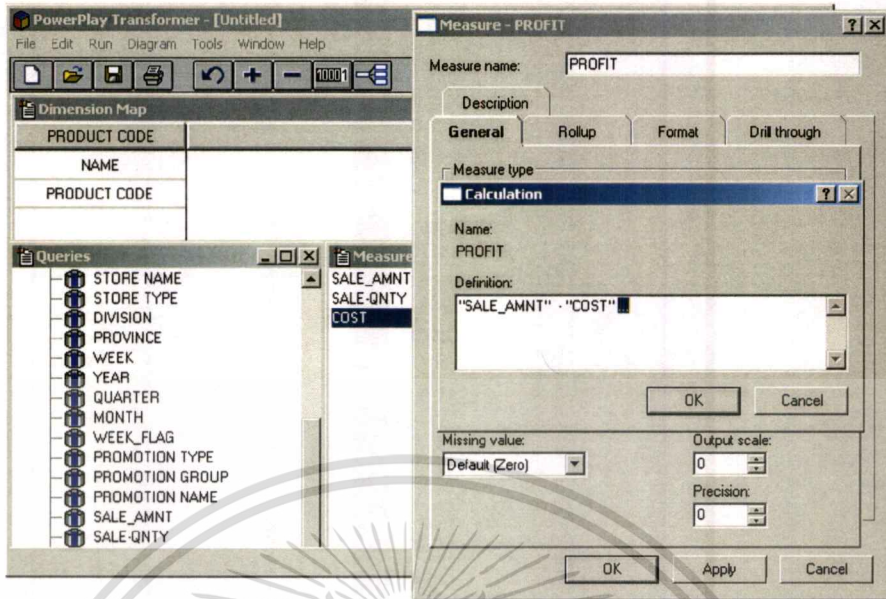 PowerPlay Transformer - [Untitled]
File Edit Run Diagram Tools Window Help
10001
Dimension Map
PRODUCT CODE
NAME
PRODUCT CODE
Queries
STORE NAME
STORE TYPE
DIVISION
PROVINCE
WEEK
YEAR
QUARTER
MONTH
WEEK_FLAG
PROMOTION TYPE
PROMOTION GROUP
PROMOTION NAME
SALE_AMNT
SALE-QNTY
Measure
SALE_AMNT
SALE-QNTY
COST
Measure - PROFIT
Measure name: PROFIT
Description
General Rollup Format Drill through
Measure type
Calculation
Name:
PROFIT
Definition:
"SALE_AMNT" - "COST"
OK Cancel
Missing value: Output scale:
Default (Zero) 0
Precision:
0
OK Apply Cancel